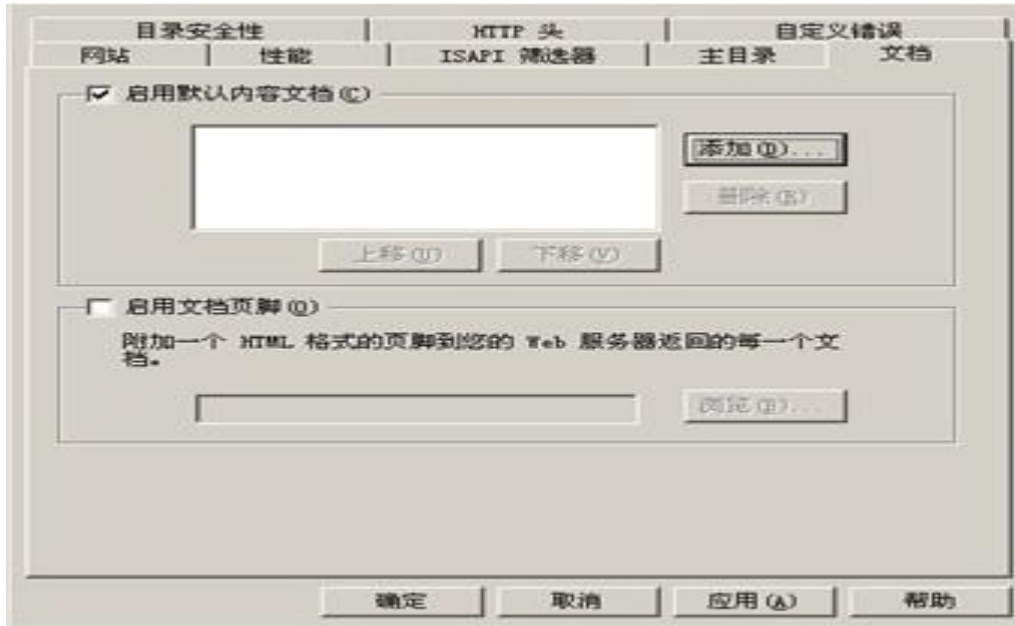 目录安全性 HTTP 头 自定义错误
网站 性能 ISAPI 筛选器 主目录 文档
启用默认内容文档(C)
添加(D)...
删除(R)
上移(U) 下移(V)
启用文档页脚(O)
附加一个 HTML 格式的页脚到您的 Web 服务器返回的每一个文
档。
浏览(B)...
确定 取消 应用(A) 帮助